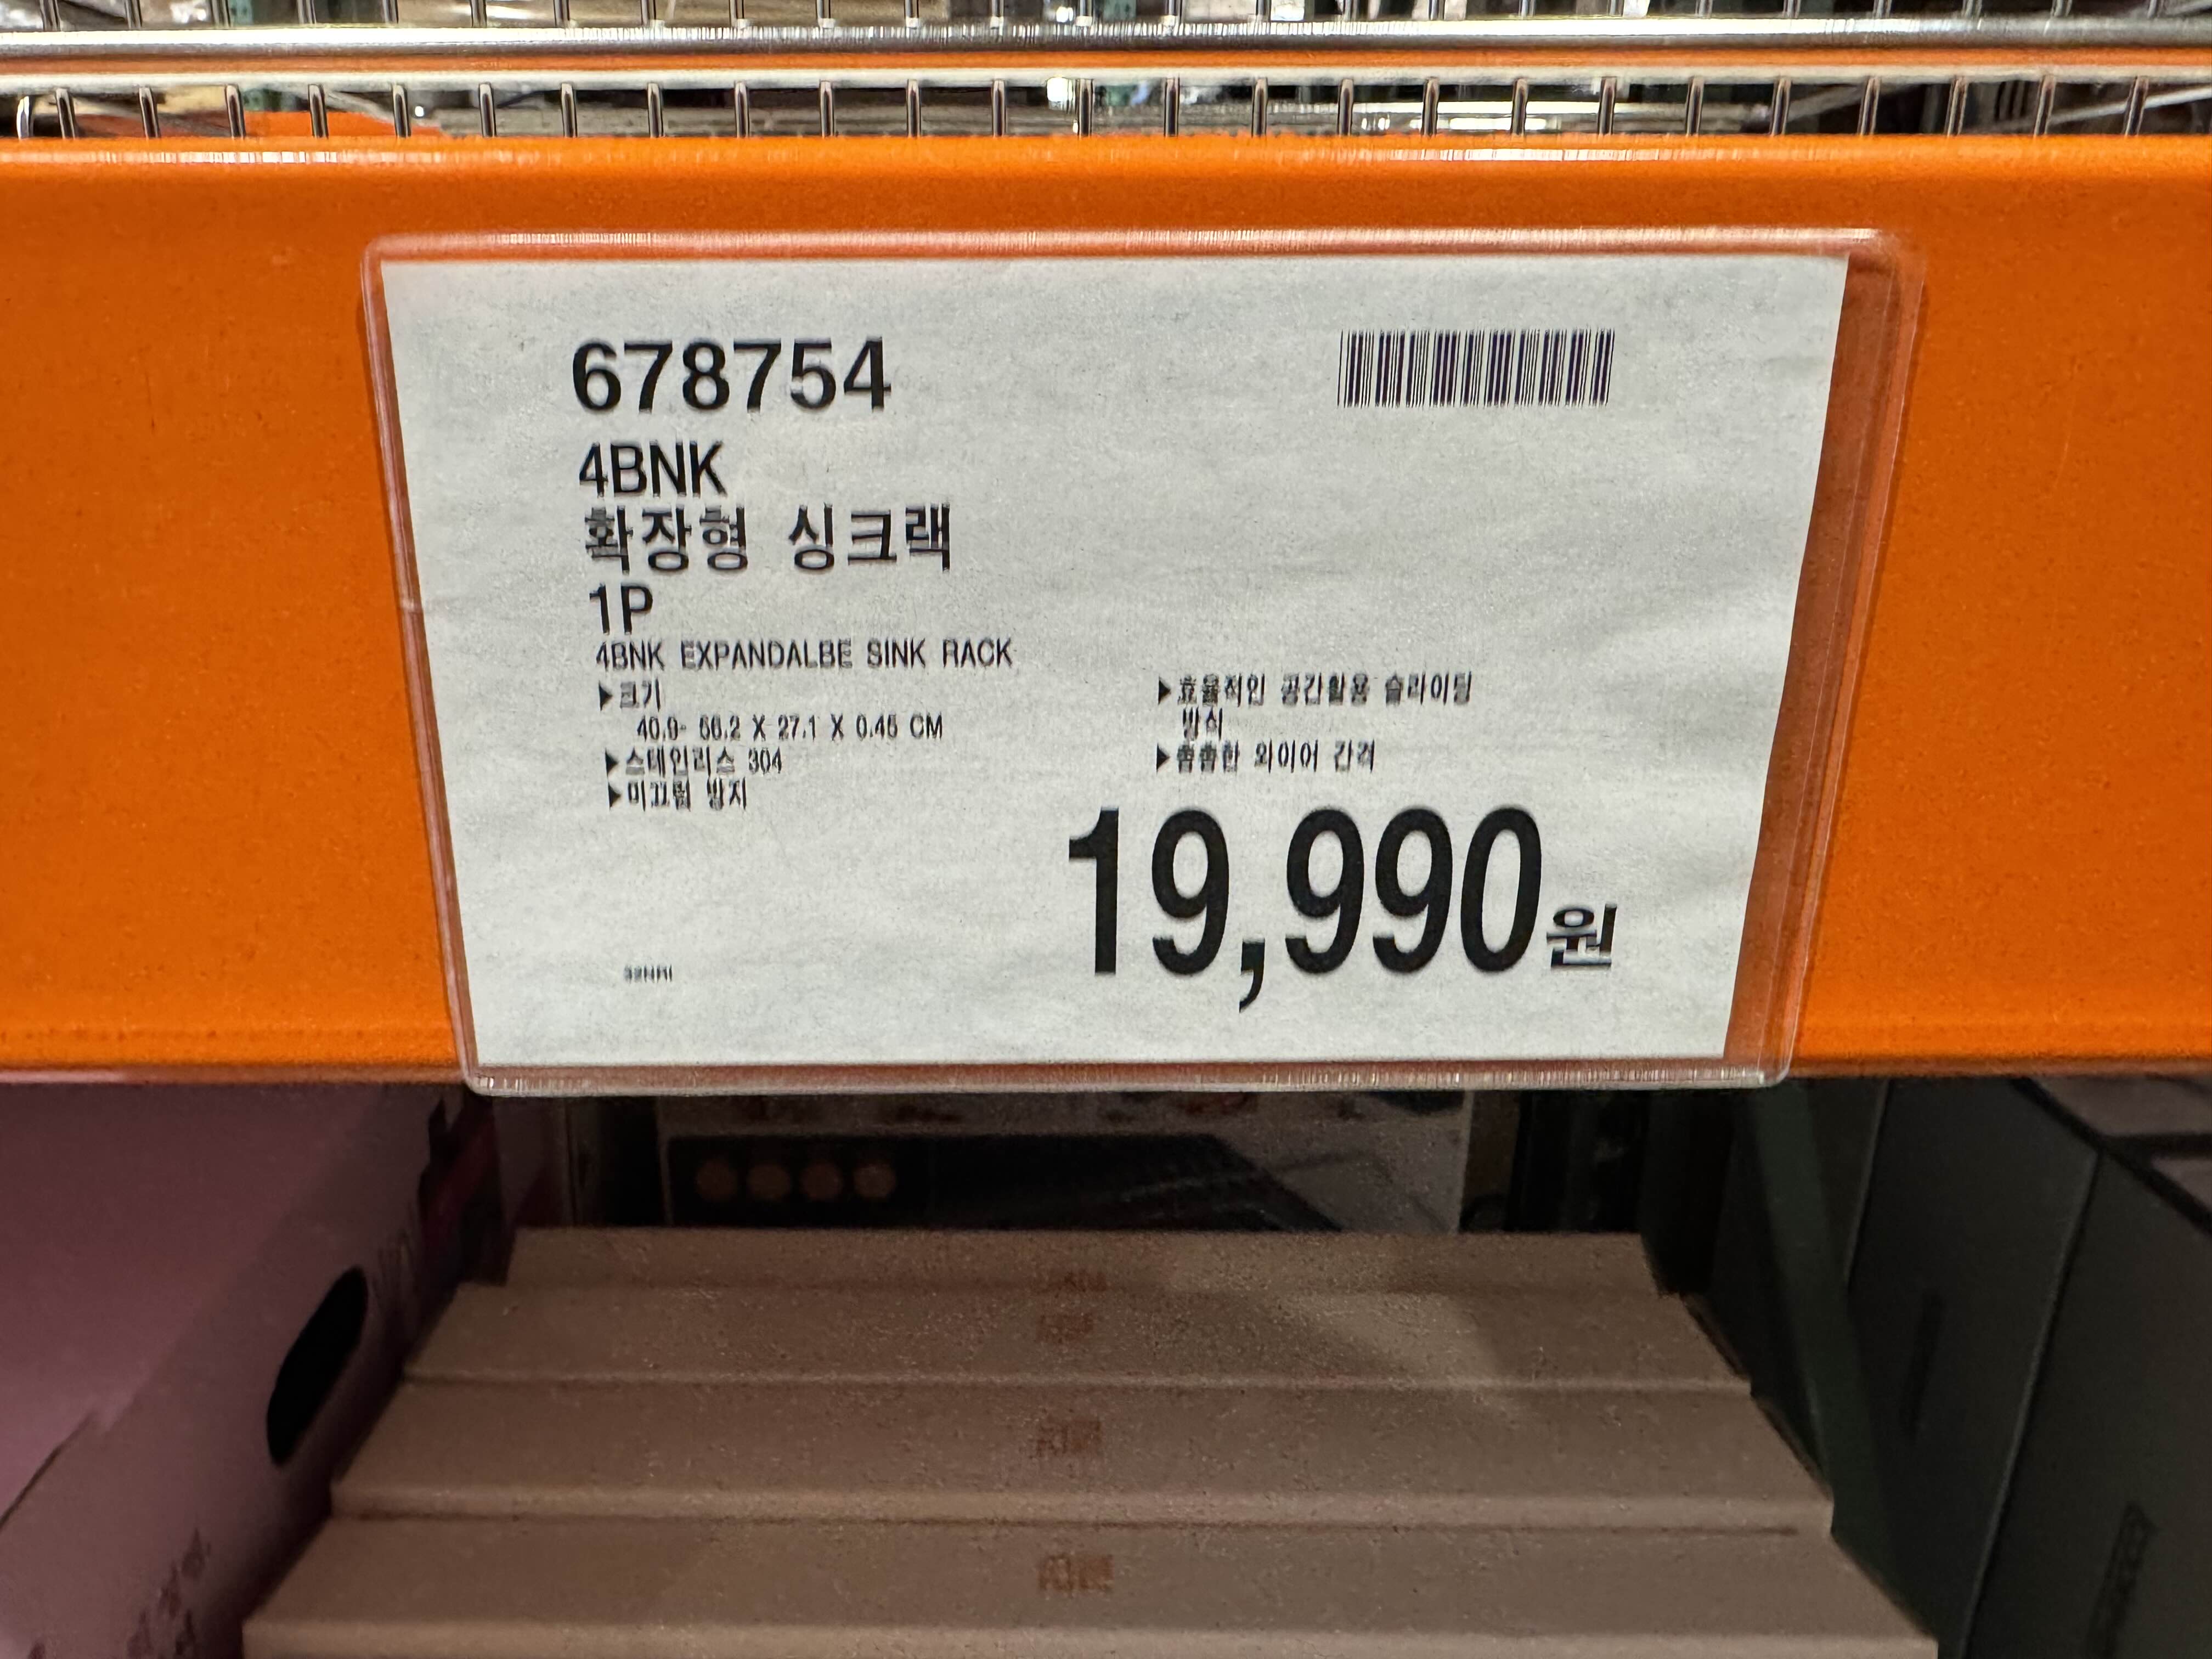 678754
4BNK
확장형 싱크랙
1P
4BNK EXPANDALBE SINK RACK
▶크기
40.9- 56.2 X 27.1 X 0.45 CM
▶스테인리스 304
▶미끄럼 방지
▶효율적인 공간활용 슬라이딩
방식
▶촘촘한 와이어 간격
19,990원